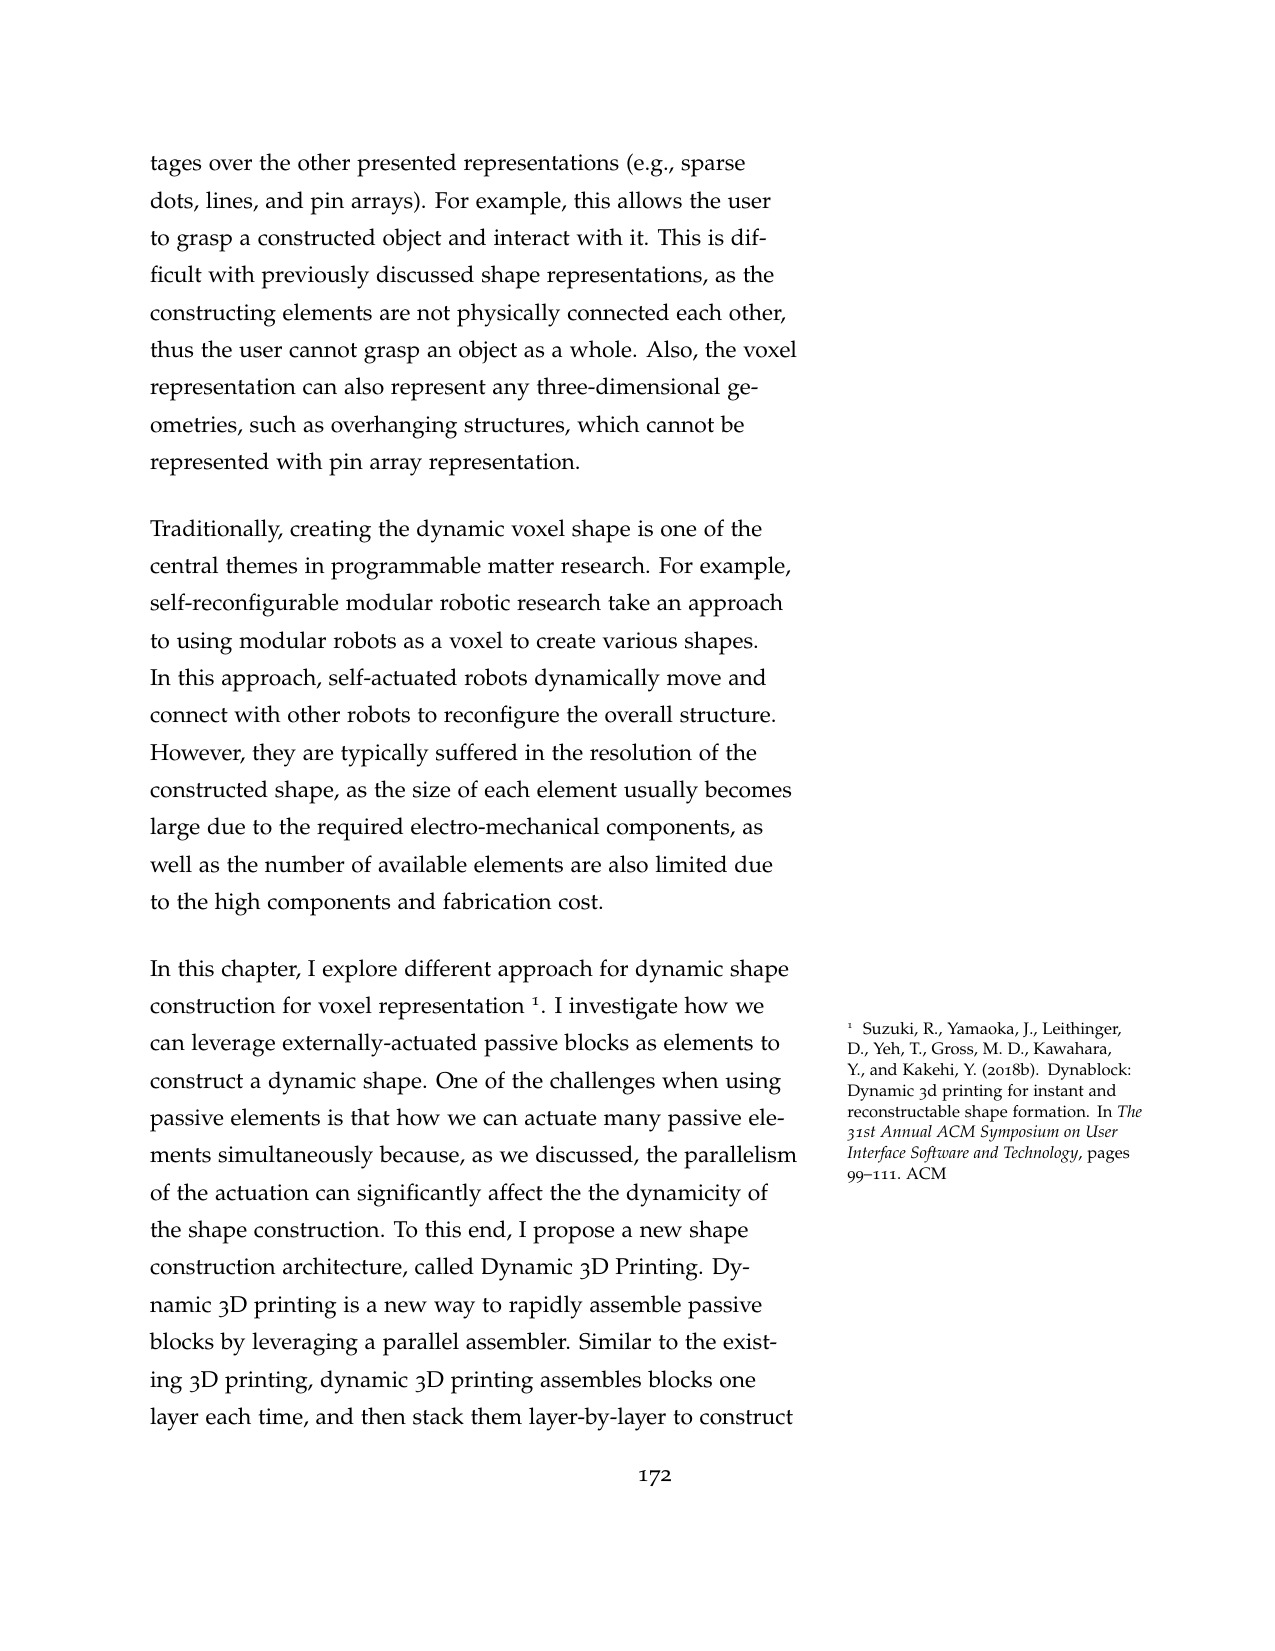 tages over the other presented representations (e.g., sparse
dots, lines, and pin arrays). For example, this allows the user
to grasp a constructed object and interact with it. This is dif-
ficult with previously discussed shape representations, as the
constructing elements are not physically connected each other,
thus the user cannot grasp an object as a whole. Also, the voxel
representation can also represent any three-dimensional ge-
ometries, such as overhanging structures, which cannot be
represented with pin array representation.
Traditionally, creating the dynamic voxel shape is one of the
central themes in programmable matter research. For example,
self-reconfigurable modular robotic research take an approach
to using modular robots as a voxel to create various shapes.
In this approach, self-actuated robots dynamically move and
connect with other robots to reconfigure the overall structure.
However, they are typically suffered in the resolution of the
constructed shape, as the size of each element usually becomes
large due to the required electro-mechanical components, as
well as the number of available elements are also limited due
to the high components and fabrication cost.
In this chapter, I explore different approach for dynamic shape
construction for voxel representation ¹. I investigate how we
can leverage externally-actuated passive blocks as elements to
construct a dynamic shape. One of the challenges when using
passive elements is that how we can actuate many passive ele-
ments simultaneously because, as we discussed, the parallelism
of the actuation can significantly affect the the dynamicity of
the shape construction. To this end, I propose a new shape
construction architecture, called Dynamic 3D Printing. Dy-
namic 3D printing is a new way to rapidly assemble passive
blocks by leveraging a parallel assembler. Similar to the exist-
ing 3D printing, dynamic 3D printing assembles blocks one
layer each time, and then stack them layer-by-layer to construct
¹ Suzuki, R., Yamaoka, J., Leithinger,
D., Yeh, T., Gross, M. D., Kawahara,
Y., and Kakehi, Y. (2018b). Dynablock:
Dynamic 3d printing for instant and
reconstructable shape formation. In The
31st Annual ACM Symposium on User
Interface Software and Technology, pages
99–111. ACM
172